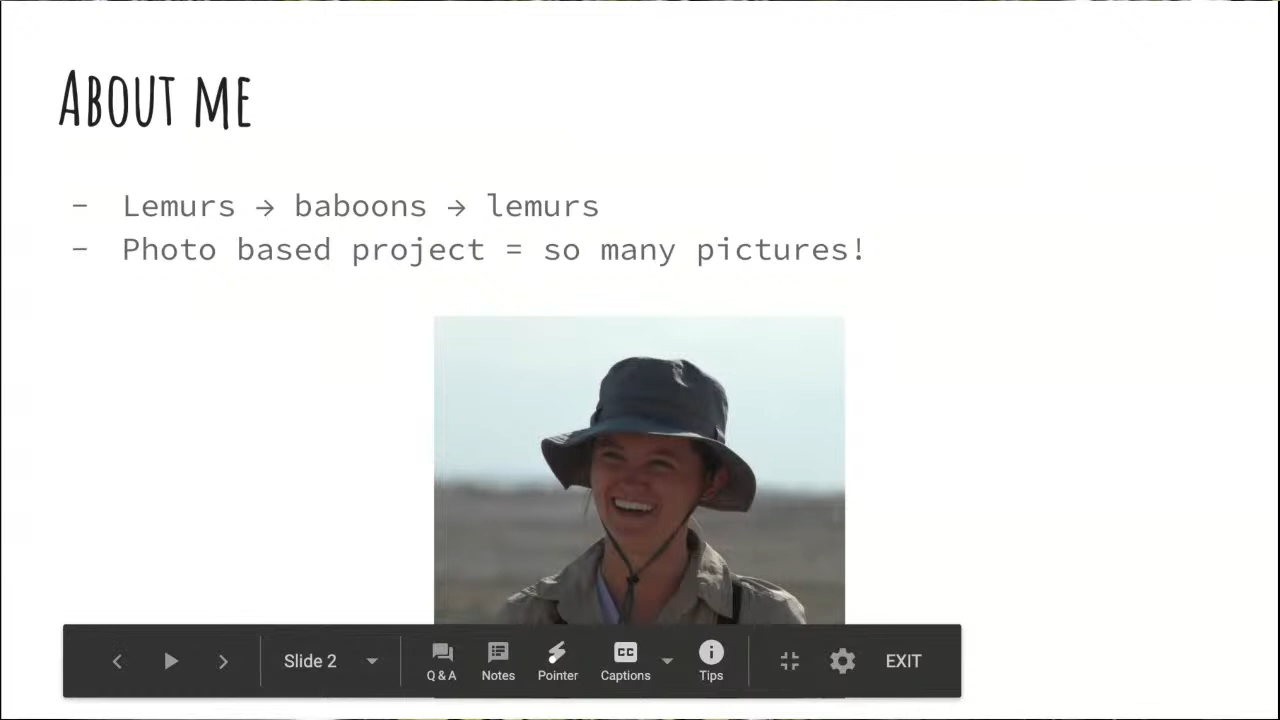 About me
- Lemurs → baboons → lemurs
- Photo based project = so many pictures!
Slide 2
Q & A
Notes
Pointer
CC
Captions
Tips
EXIT